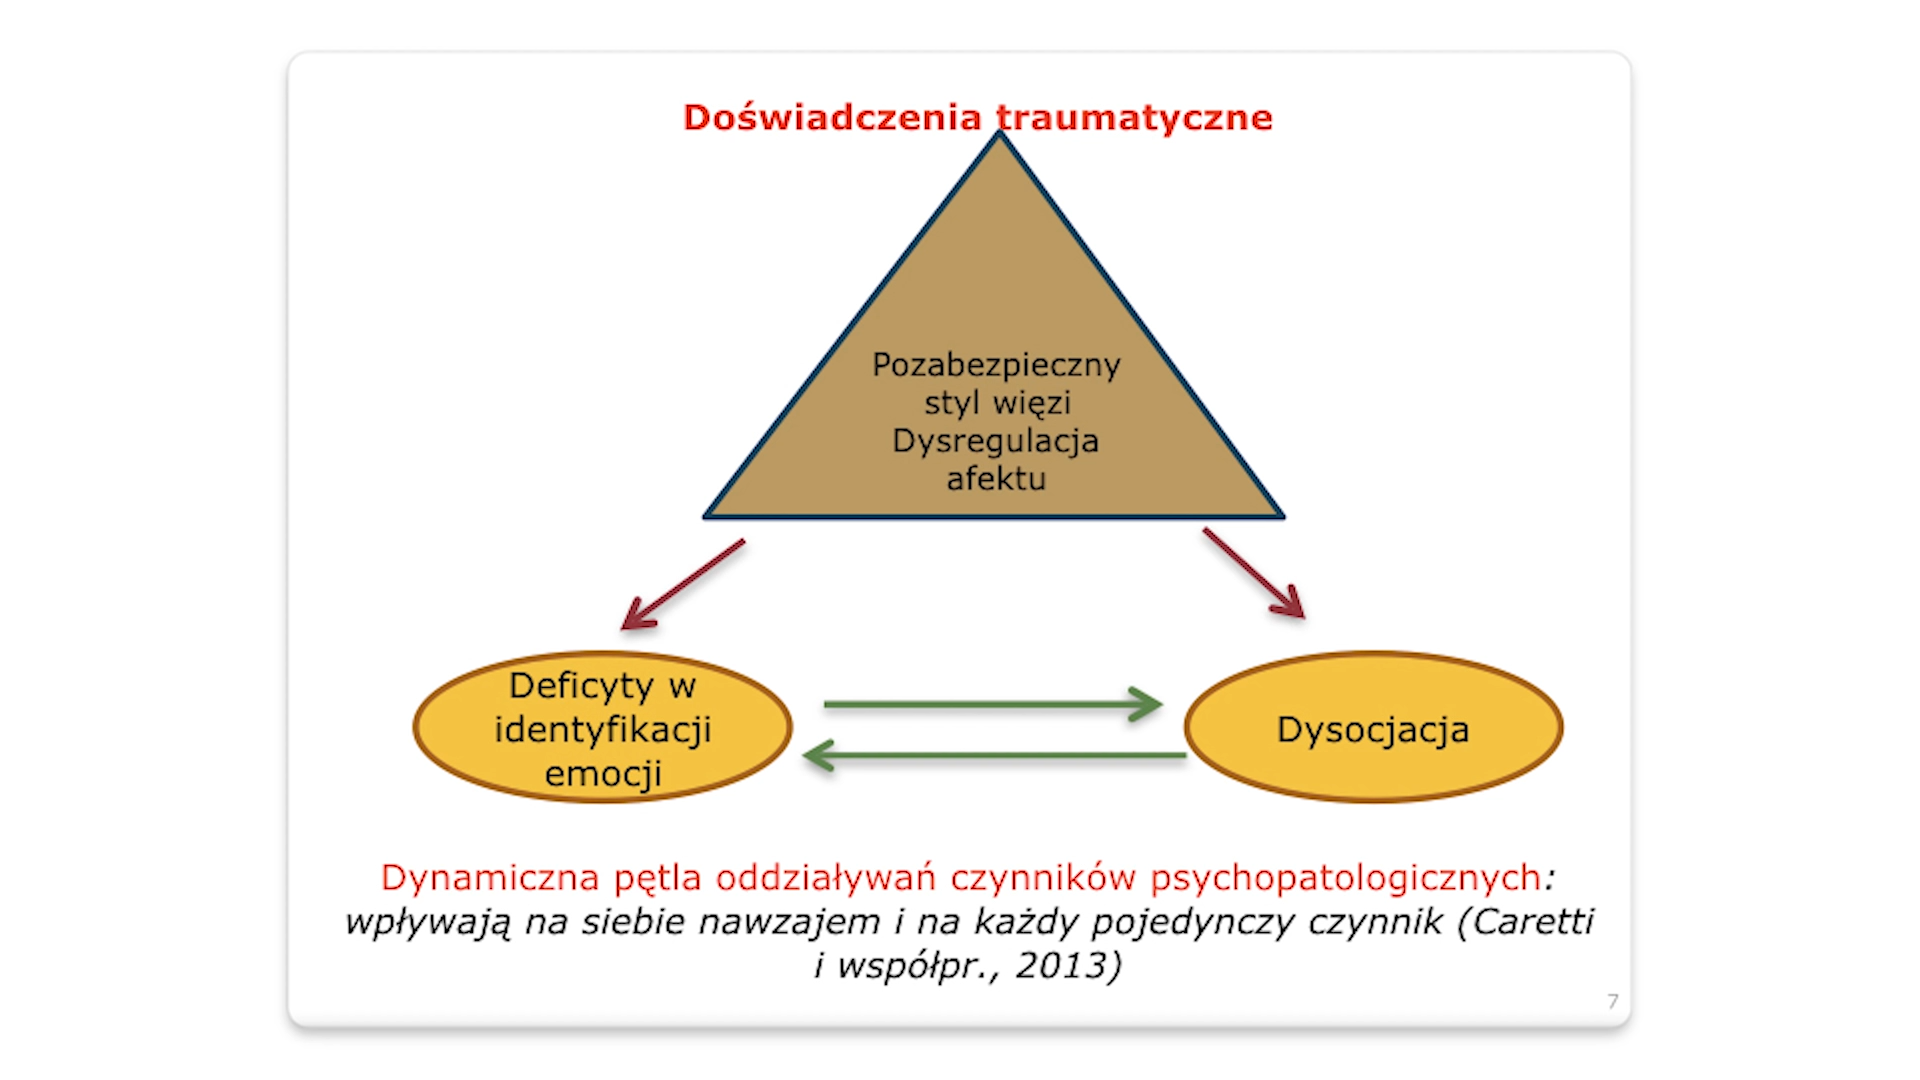 Doświadczenia traumatyczne
Pozabezpieczny
styl więzi
Dysregulacja
afektu
Deficyty w
identyfikacji
emocji
Dysocjacja
Dynamiczna pętla oddziaływań czynników psychopatologicznych:
wpływają na siebie nawzajem i na każdy pojedynczy czynnik (Caretti
i współpr., 2013)
7